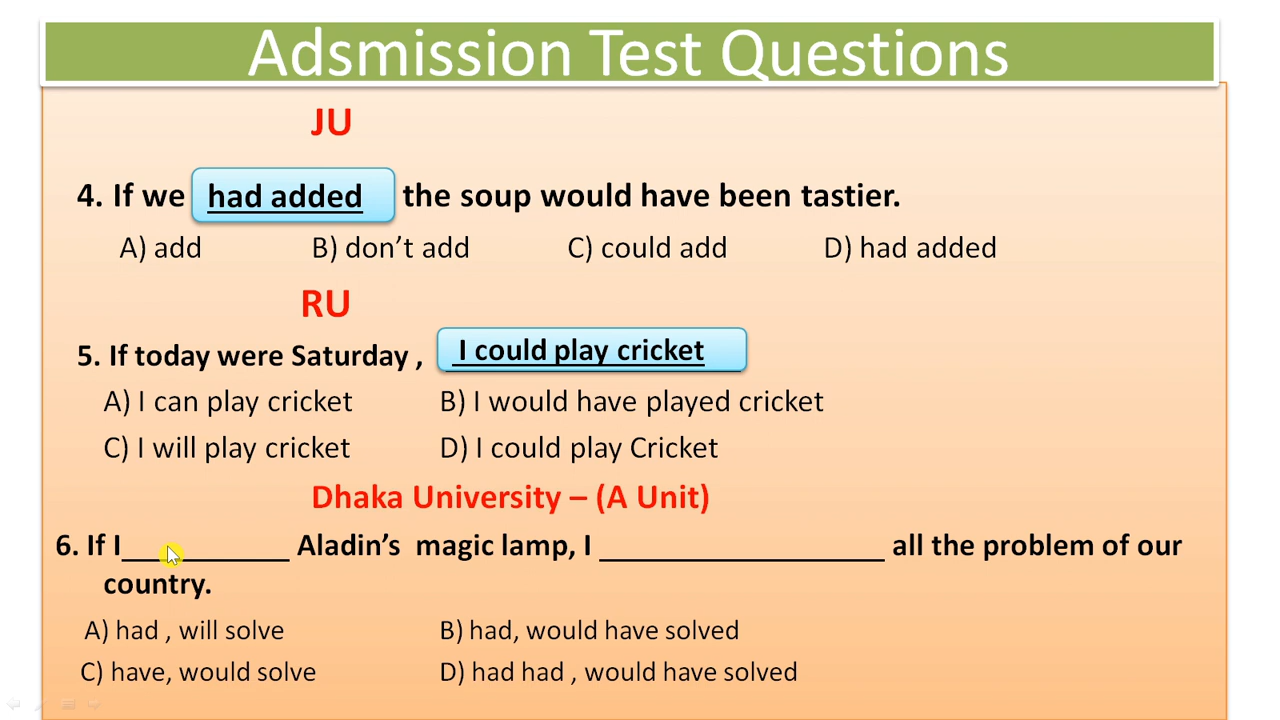 Adsmission Test Questions
JU
4. If we had added the soup would have been tastier.
A) add B) don’t add C) could add D) had added
RU
5. If today were Saturday , I could play cricket
A) I can play cricket B) I would have played cricket
C) I will play cricket D) I could play Cricket
Dhaka University – (A Unit)
6. If I____________ Aladin’s magic lamp, I ____________________ all the problem of our
country.
A) had , will solve B) had, would have solved
C) have, would solve D) had had , would have solved